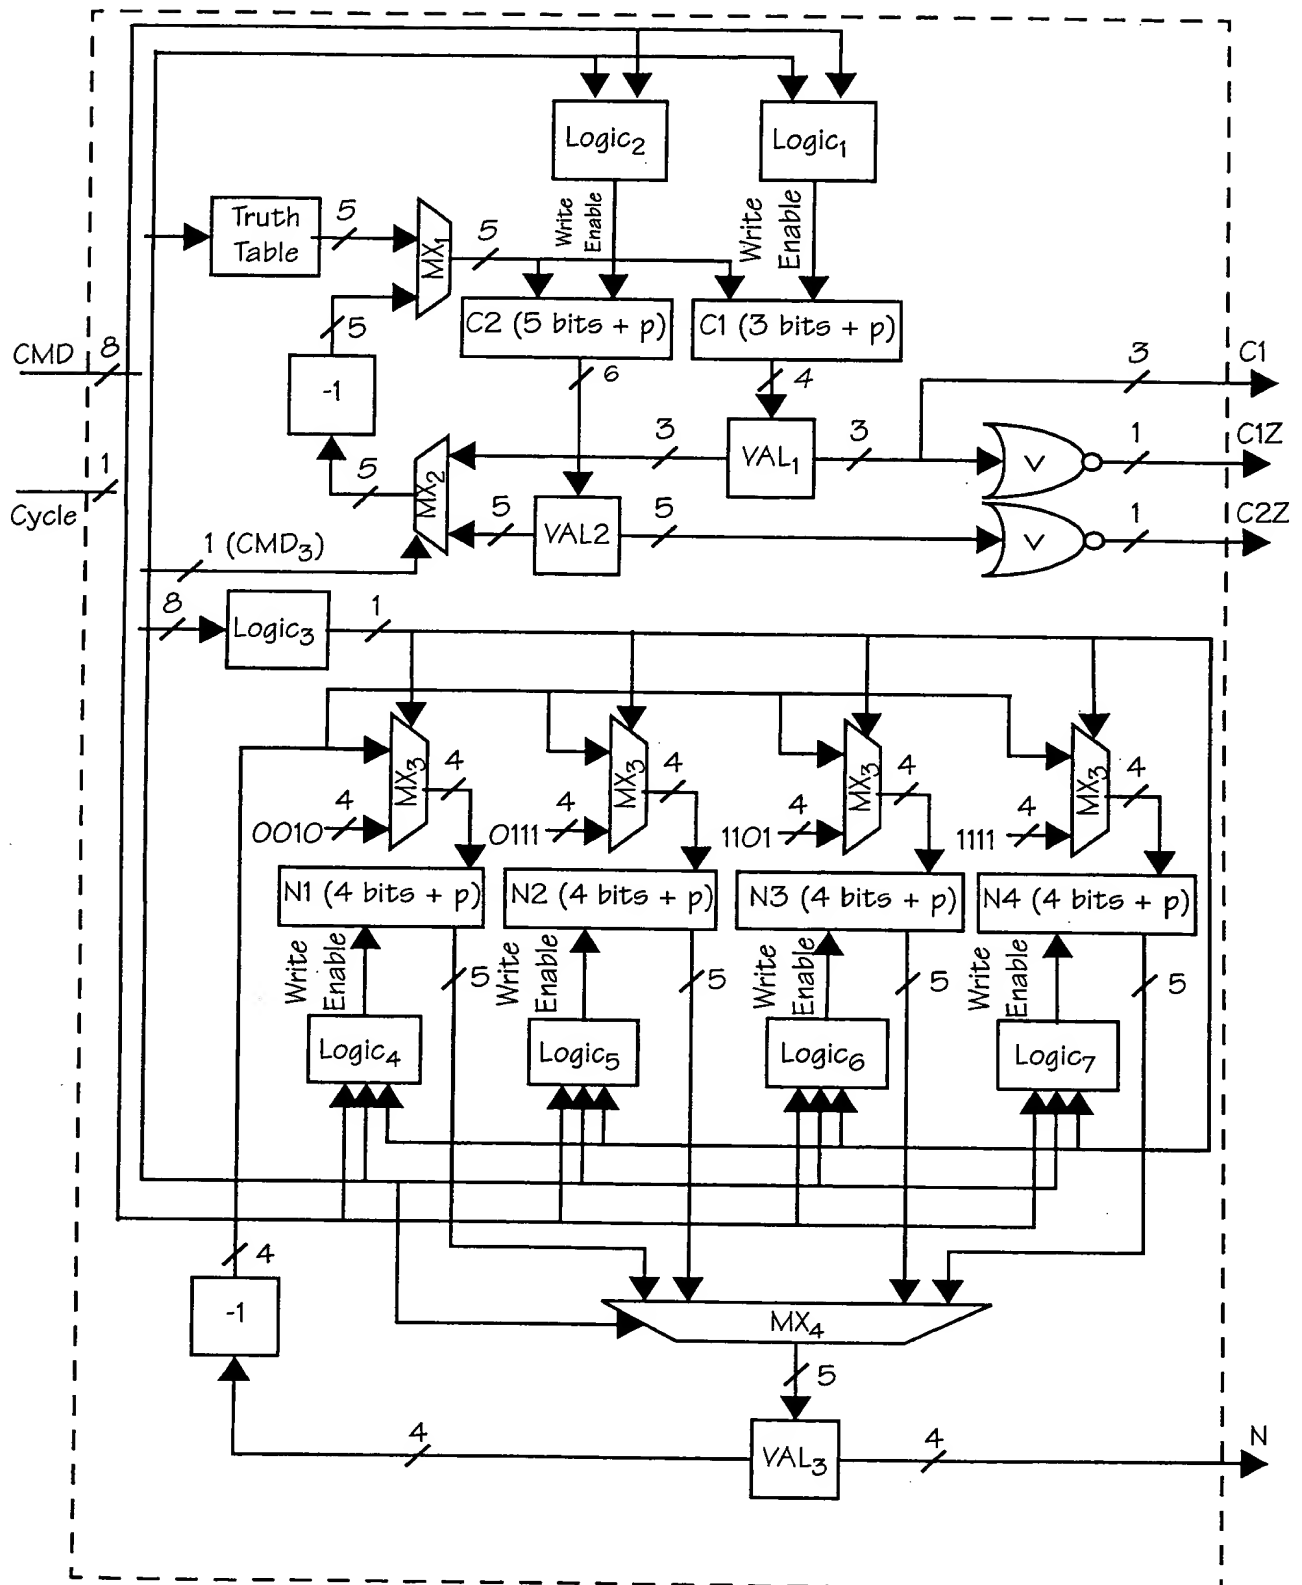 Logic2
Logic1
Write
Enable
Write
Enable
Truth
Table
5
MX1
5
C2 (5 bits + p)
C1 (3 bits + p)
5
CMD
8
-1
6
4
3
C1
3
VAL1
3
V
1
C1Z
1
Cycle
5
MX2
5
VAL2
5
V
1
C2Z
1 (CMD3)
8
Logic3
1
MX3
4
MX3
4
MX3
4
MX3
4
4
0010
4
0111
4
1101
4
1111
N1 (4 bits + p)
N2 (4 bits + p)
N3 (4 bits + p)
N4 (4 bits + p)
Write
Enable
5
Write
Enable
5
Write
Enable
5
Write
Enable
5
Logic4
Logic5
Logic6
Logic7
4
-1
MX4
5
4
VAL3
4
N